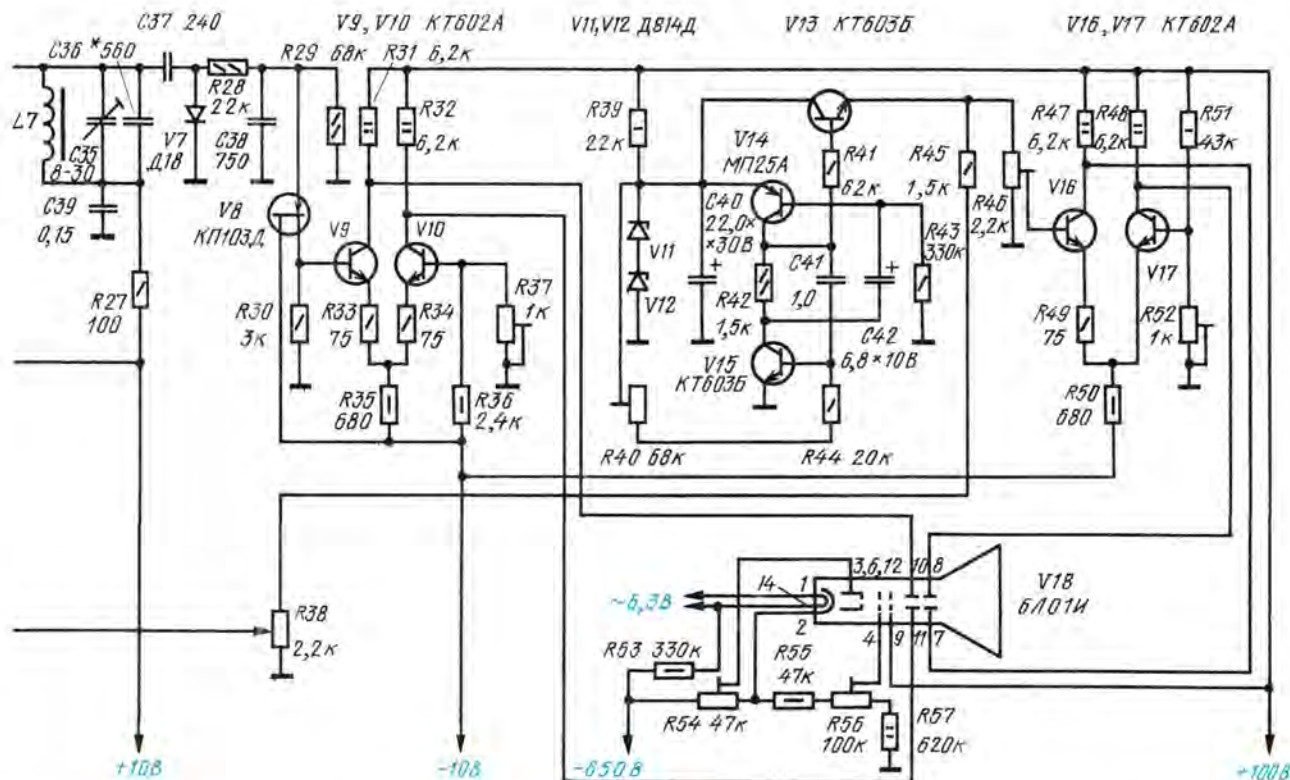 C37 240
V9, V10 КТ602А
V11, V12 Д814Д
V13 КТ603Б
V16, V17 КТ602А
C36 *560
R29 68к
R31 6,2к
L7
C35
8-30
R28
22к
V7
Д18
C38
750
R32
6,2к
R39
22к
V14
МП25А
R41
62к
R45
1,5к
R47
6,2к
R48
6,2к
R51
43к
C39
0,15
V8
КП103Д
V9
V10
V11
V12
C40
22,0×
×30В
C41
1,0
R43
330к
R46
2,2к
V16
V17
R27
100
R30
3к
R33
75
R34
75
R37
1к
R42
1,5к
C42
6,8×10В
V15
КТ603Б
R49
75
R52
1к
R35
680
R36
2,4к
R50
680
R40 68к
R44 20к
R38
2,2к
~6,3В
14
1
2
3,6,12
10
8
4
9
11
7
V18
6Л01И
R53 330к
R54 47к
R55
47к
R56
100к
R57
620к
+10В
-10В
-650В
+100В